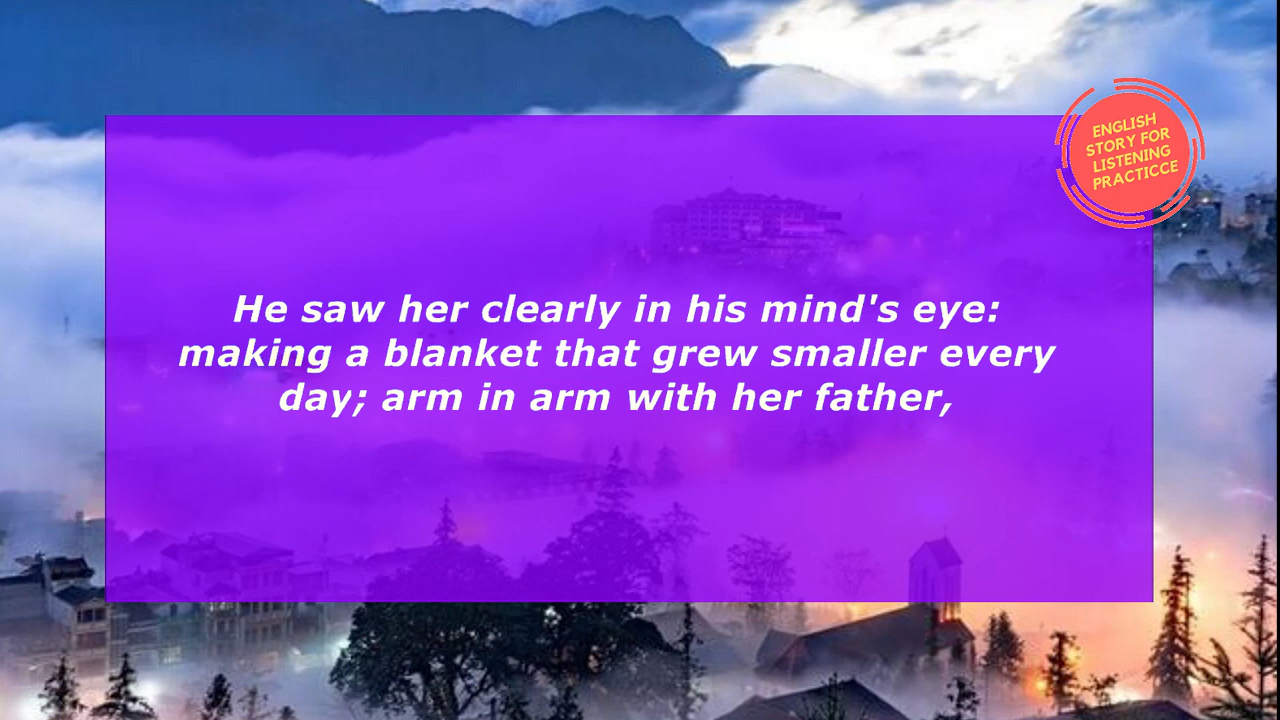 ENGLISH
STORY FOR
LISTENING
PRACTICCE
He saw her clearly in his mind's eye:
making a blanket that grew smaller every
day; arm in arm with her father,